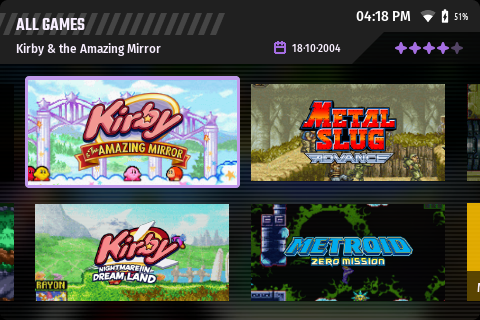 ALL GAMES
04:18 PM
51%
Kirby & the Amazing Mirror
18-10-2004
Kirby
& The AMAZING MIRROR
METAL
SLUG
ADVANCE
Kirby
NIGHTMARE IN
DREAM LAND
RAYON
METROID
ZERO MISSION